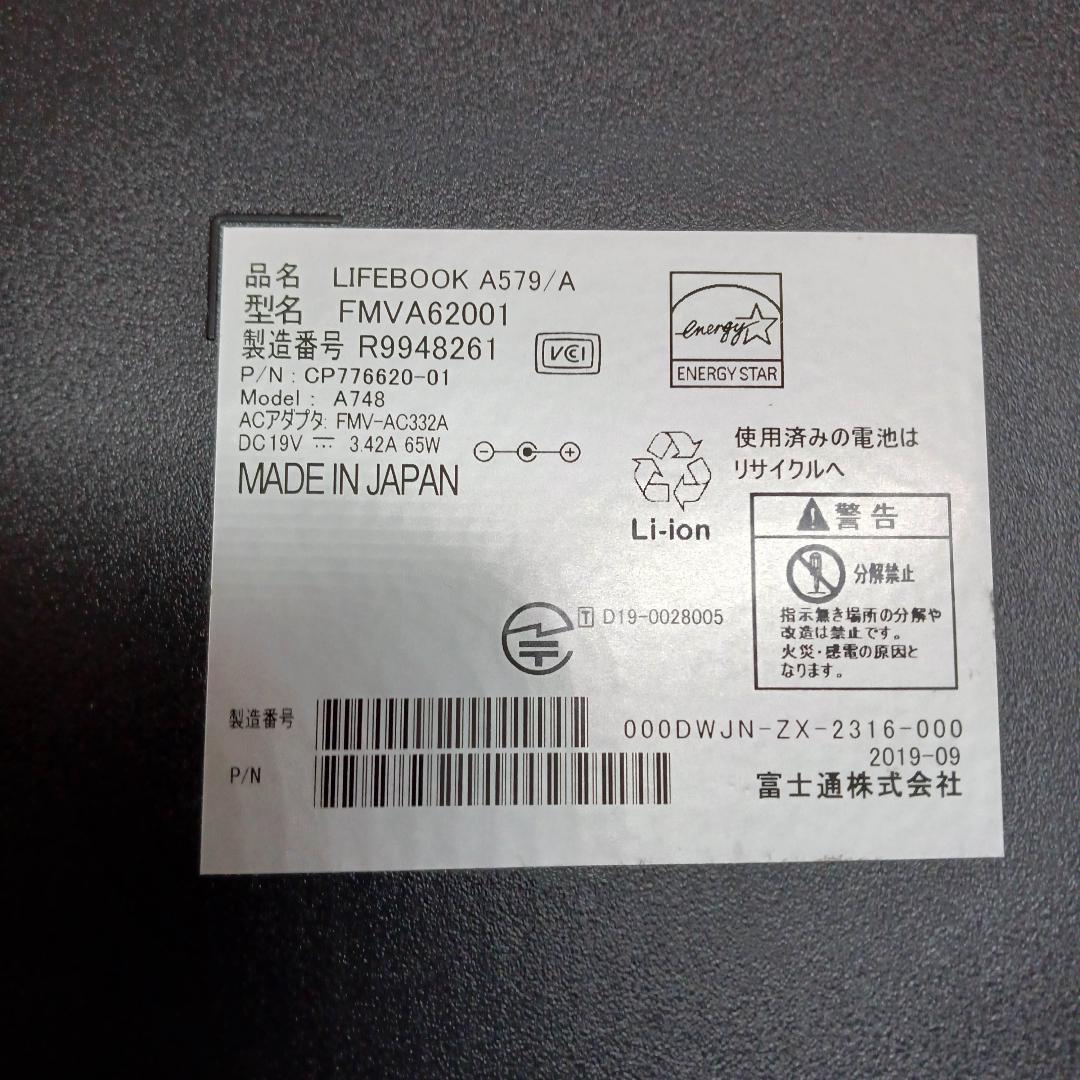 品名 LIFEBOOK A579/A
型名 FMVA62001
製造番号 R9948261
VCCI
P/N : CP776620-01
Model : A748
ACアダプタ: FMV-AC332A
DC 19V ⎓ 3.42A 65W
MADE IN JAPAN
energy
ENERGY STAR
使用済みの電池は
リサイクルへ
Li-ion
警告
分解禁止
指示無き場所の分解や
改造は禁止です。
火災・感電の原因と
なります。
T D19-0028005
製造番号
P/N
000DWJN-ZX-2316-000
2019-09
富士通株式会社